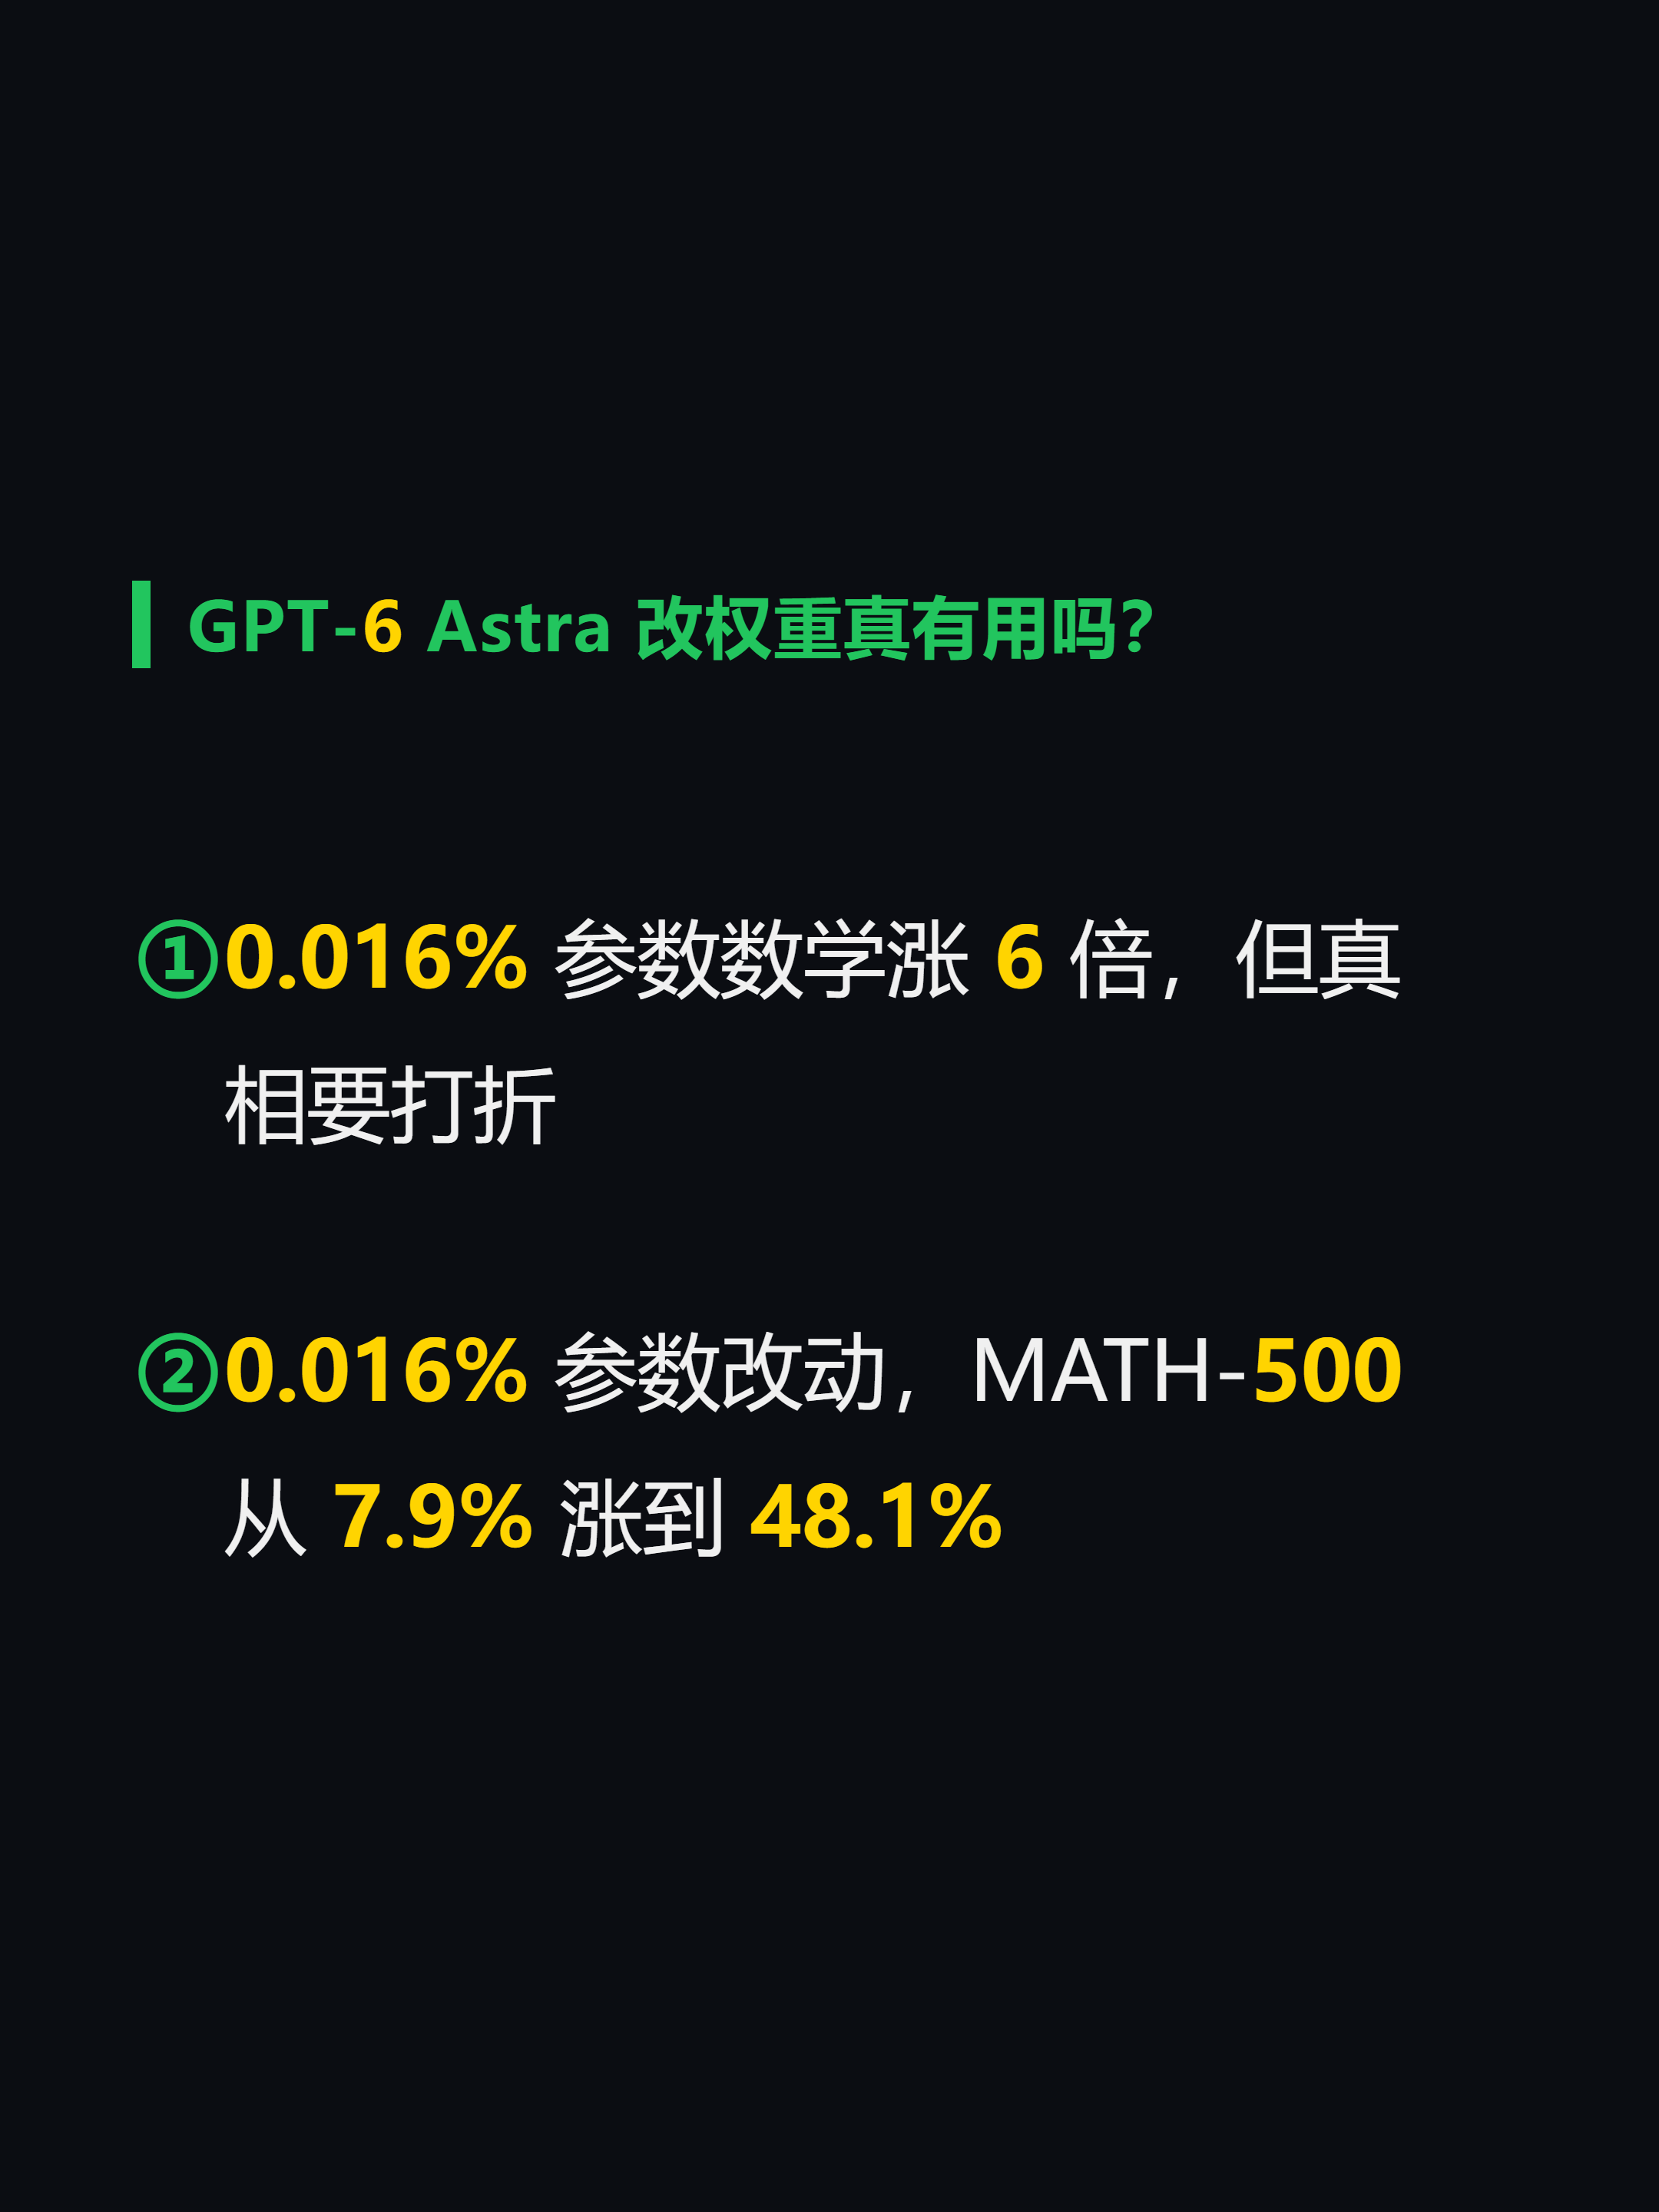 GPT-6 Astra 改权重真有用吗?
①0.016% 参数数学涨 6 倍，但真
相要打折
②0.016% 参数改动，MATH-500
从 7.9% 涨到 48.1%